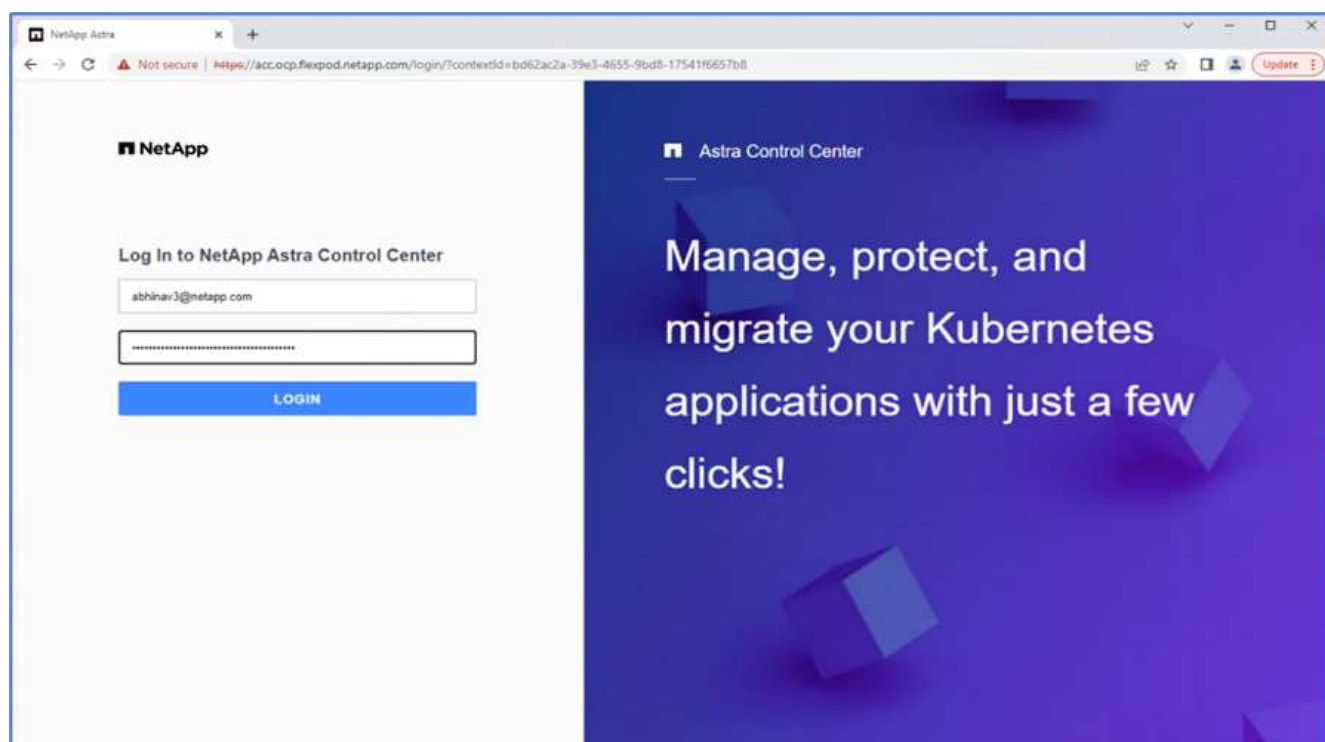 NetApp Astra
Not secure | https://acc.ocp.flexpod.netapp.com/login/?contextId=bd62ac2a-39e3-4655-9bd8-17541f6657b8
Update
NetApp
Log In to NetApp Astra Control Center
abhinav3@netapp.com
LOGIN
Astra Control Center
Manage, protect, and
migrate your Kubernetes
applications with just a few
clicks!